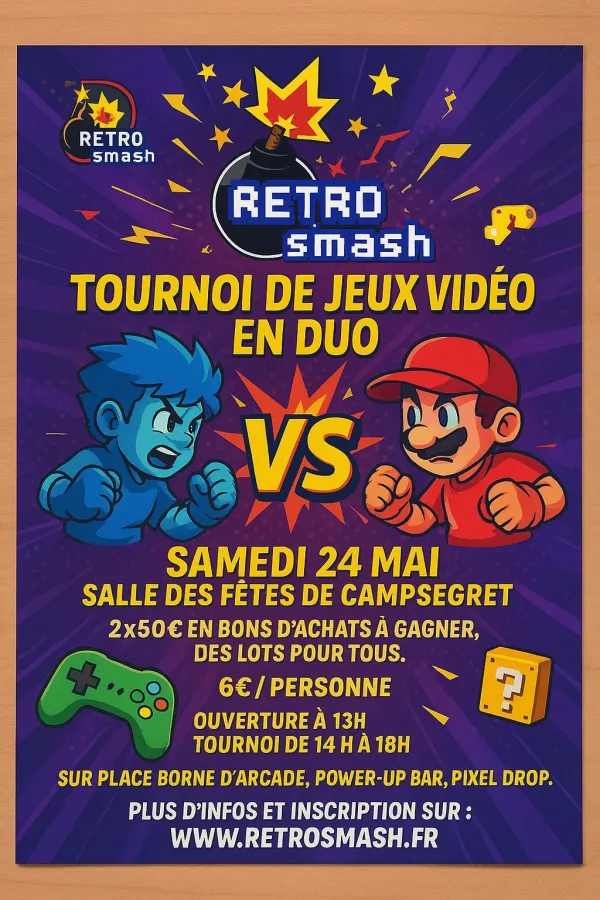 RETRO
smash
RETRO
smash
TOURNOI DE JEUX VIDÉO
EN DUO
VS
SAMEDI 24 MAI
SALLE DES FÊTES DE CAMPSEGRET
2x50€ EN BONS D'ACHATS À GAGNER,
DES LOTS POUR TOUS.
6€ / PERSONNE
OUVERTURE À 13H
TOURNOI DE 14 H À 18H
?
SUR PLACE BORNE D'ARCADE, POWER-UP BAR, PIXEL DROP.
PLUS D'INFOS ET INSCRIPTION SUR :
WWW.RETROSMASH.FR